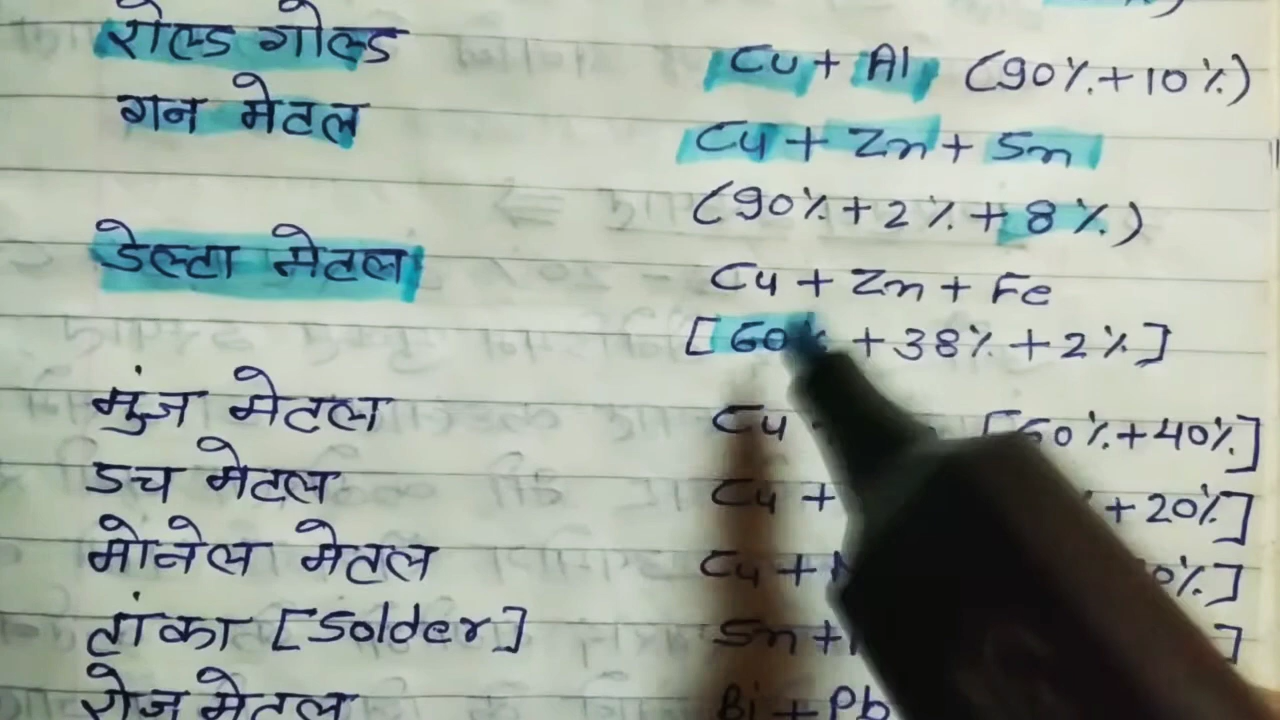 रोल्ड गोल्ड Cu + Al (90% + 10%)
गन मेटल Cu + Zn + Sn
(90% + 2% + 8%)
डेल्टा मेटल Cu + Zn + Fe
[60% + 38% + 2%]
मुंज मेटल Cu [60% + 40%]
डच मेटल Cu + + 20%]
मोनेल मेटल Cu + 0%]
टांका [Solder] Sn + ]
रोज मेटल Bi + Pb